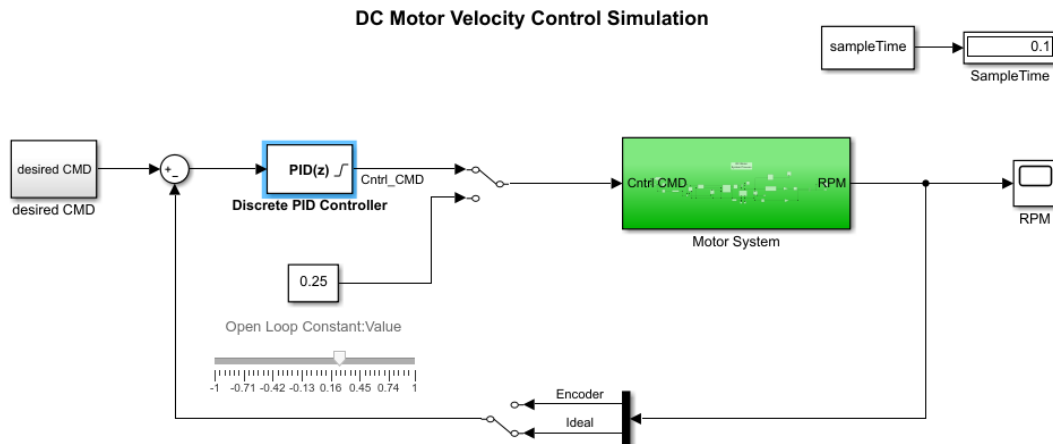 DC Motor Velocity Control Simulation
sampleTime
0.1
SampleTime
desired CMD
desired CMD
+
−
PID(z)
Cntrl_CMD
Discrete PID Controller
Cntrl CMD
RPM
Motor System
RPM
0.25
Open Loop Constant:Value
-1 -0.71 -0.42 -0.13 0.16 0.45 0.74 1
Encoder
Ideal